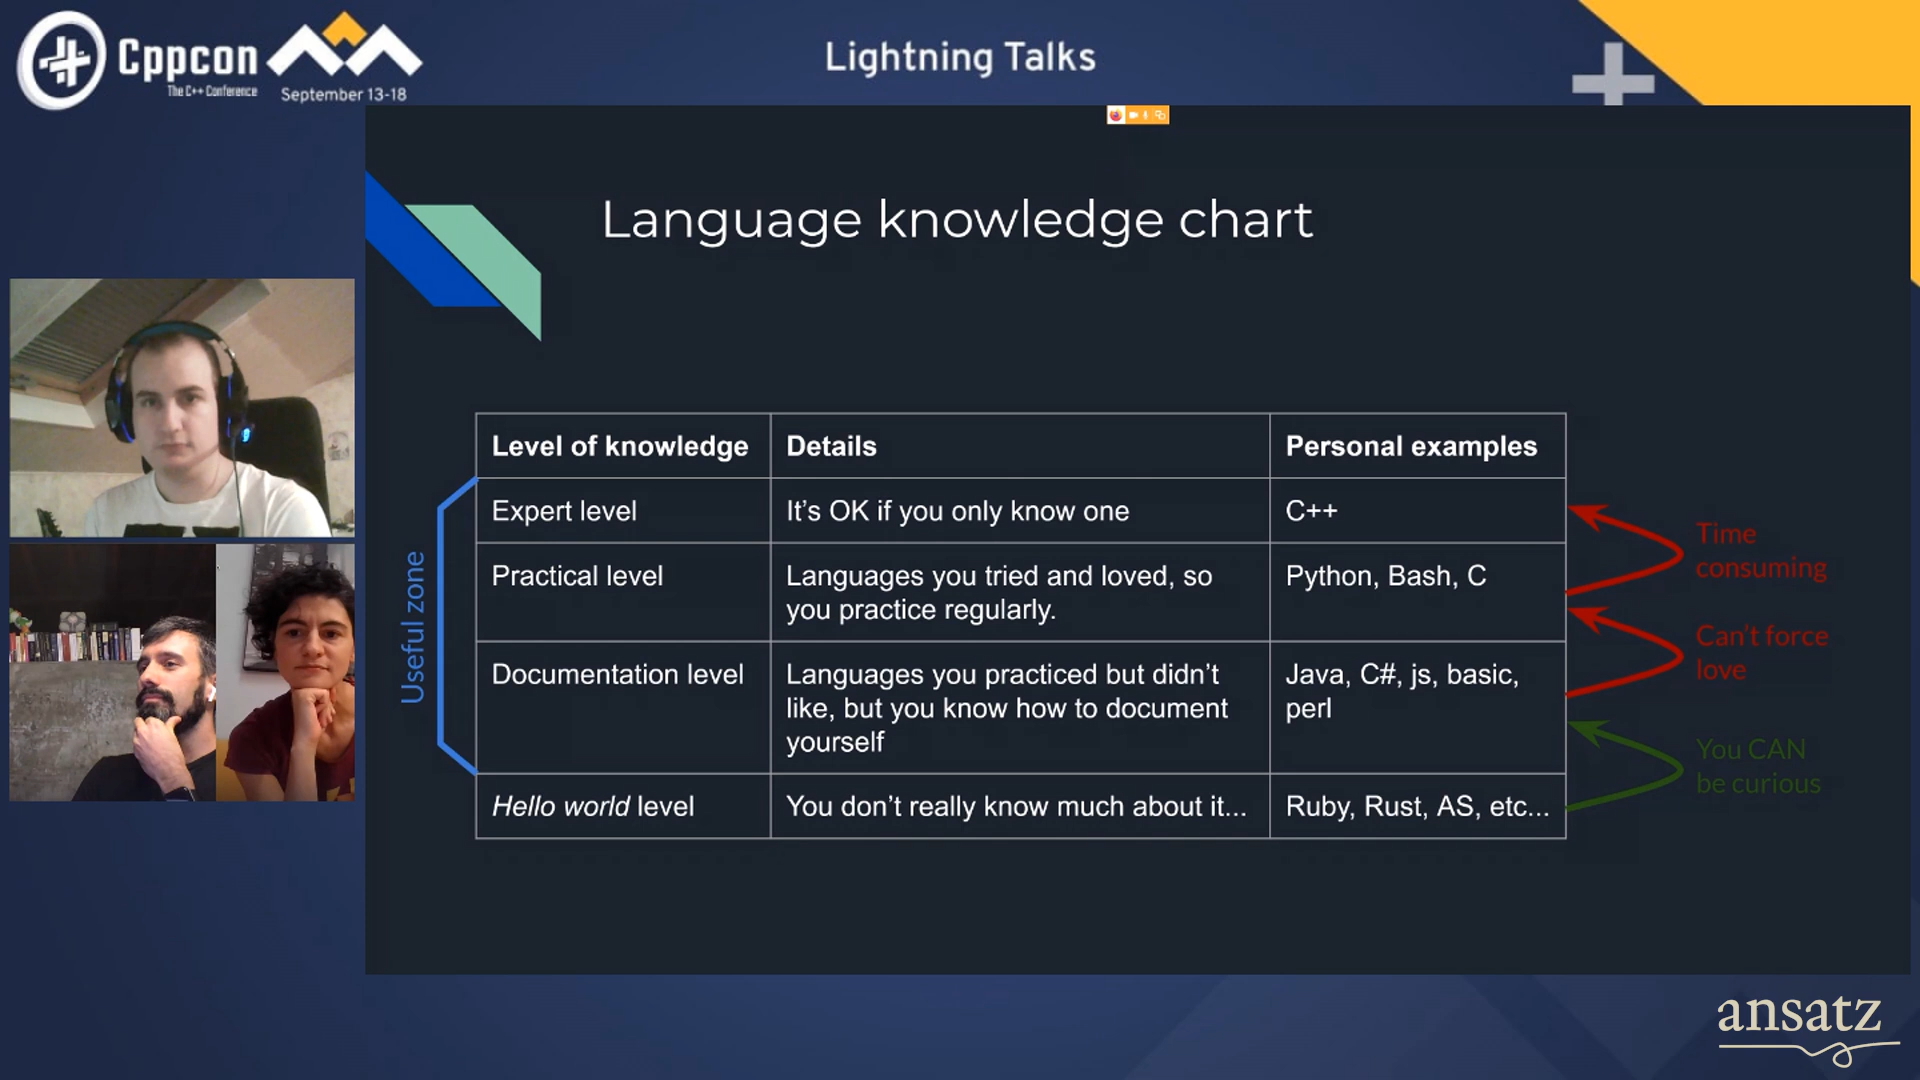 Cppcon
The C++ Conference
September 13-18
Lightning Talks
Language knowledge chart
Level of knowledge
Details
Personal examples
Expert level
It's OK if you only know one
C++
Practical level
Languages you tried and loved, so
you practice regularly.
Python, Bash, C
Documentation level
Languages you practiced but didn't
like, but you know how to document
yourself
Java, C#, js, basic,
perl
Hello world level
You don't really know much about it...
Ruby, Rust, AS, etc...
Useful zone
Time
consuming
Can't force
love
You CAN
be curious
ansatz